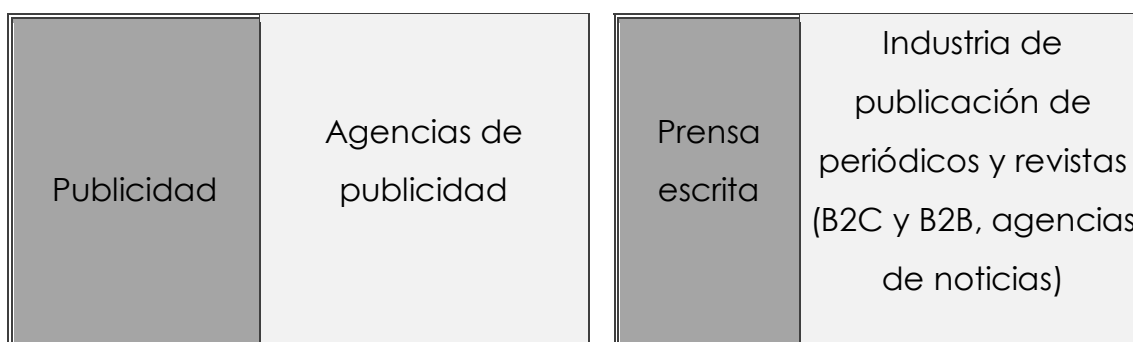 Publicidad
Agencias de
publicidad
Prensa
escrita
Industria de
publicación de
periódicos y revistas
(B2C y B2B, agencias
de noticias)